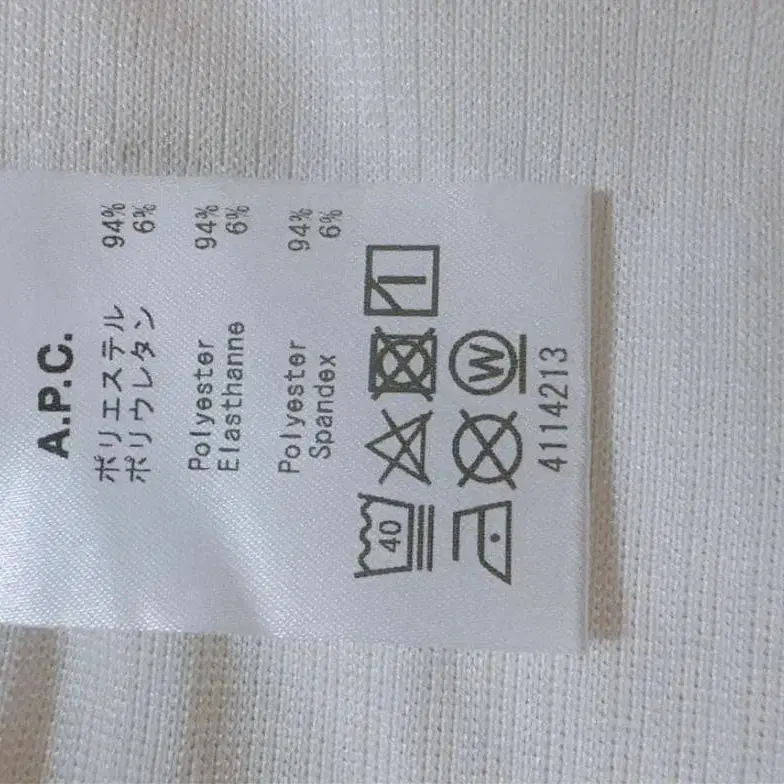 A.P.C.
ポリエステル 94%
ポリウレタン 6%
Polyester 94%
Elasthanne 6%
Polyester 94%
Spandex 6%
40
W
4114213